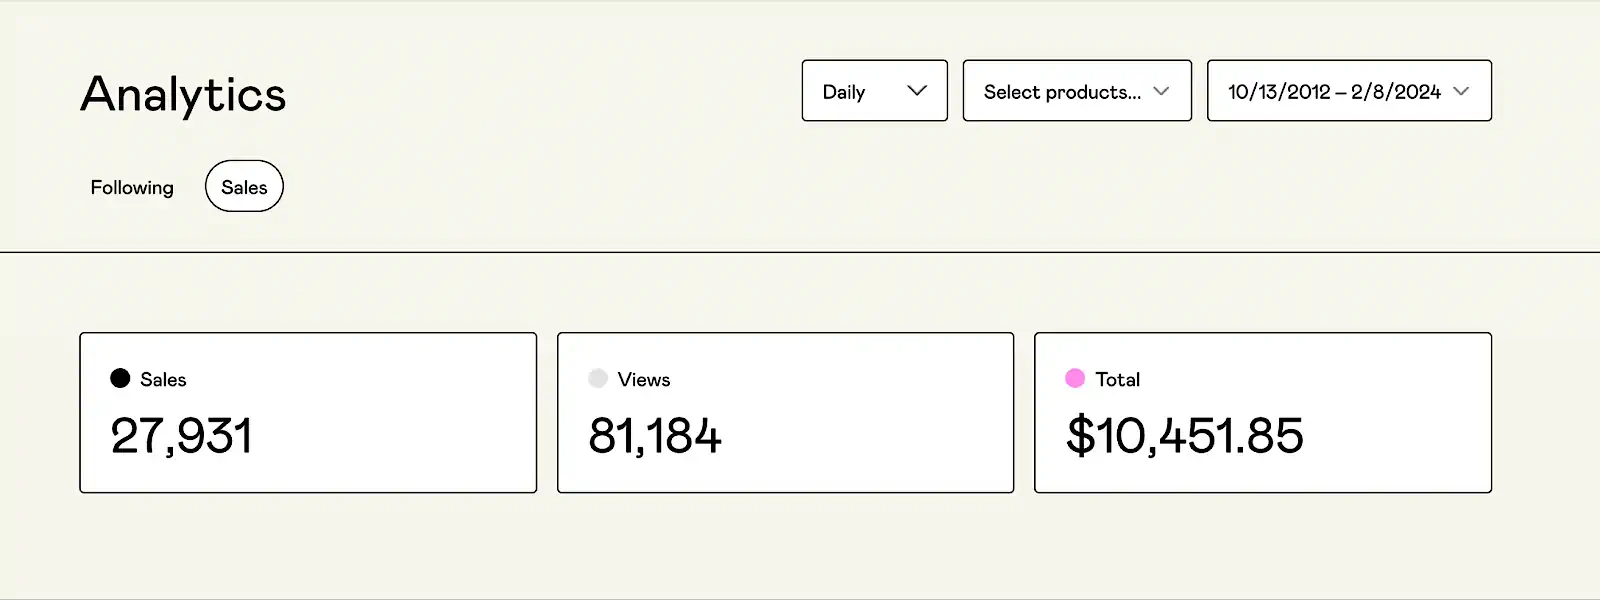 Analytics
Daily
Select products...
10/13/2012 – 2/8/2024
Following
Sales
Sales
27,931
Views
81,184
Total
$10,451.85